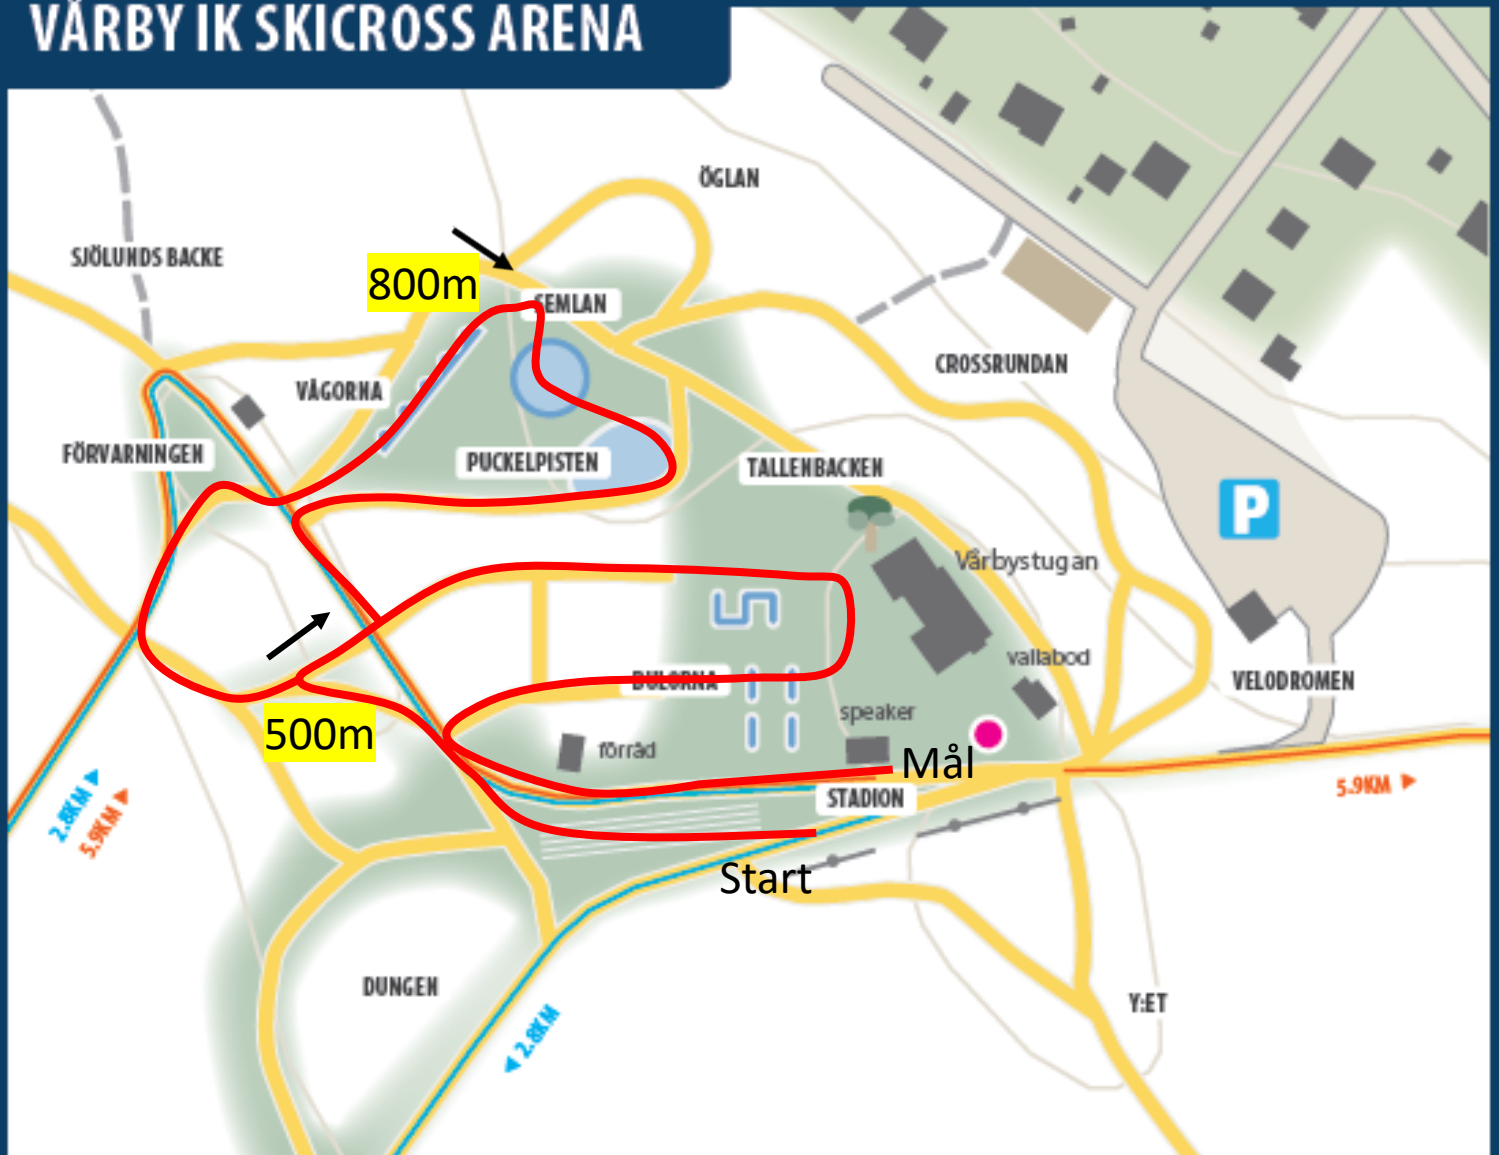 VÅRBY IK SKICROSS ARENA
ÖGLAN
SJÖLUNDS BACKE
800m
SEMLAN
CROSSRUNDAN
VÅGORNA
FÖRVARNINGEN
PUCKELPISTEN
TALLENBACKEN
P
Vårbystugan
vallabod
BULORNA
VELODROMEN
speaker
500m
förråd
Mål
STADION
5.9KM
2.8KM
5.9KM
Start
DUNGEN
Y:ET
2.8KM